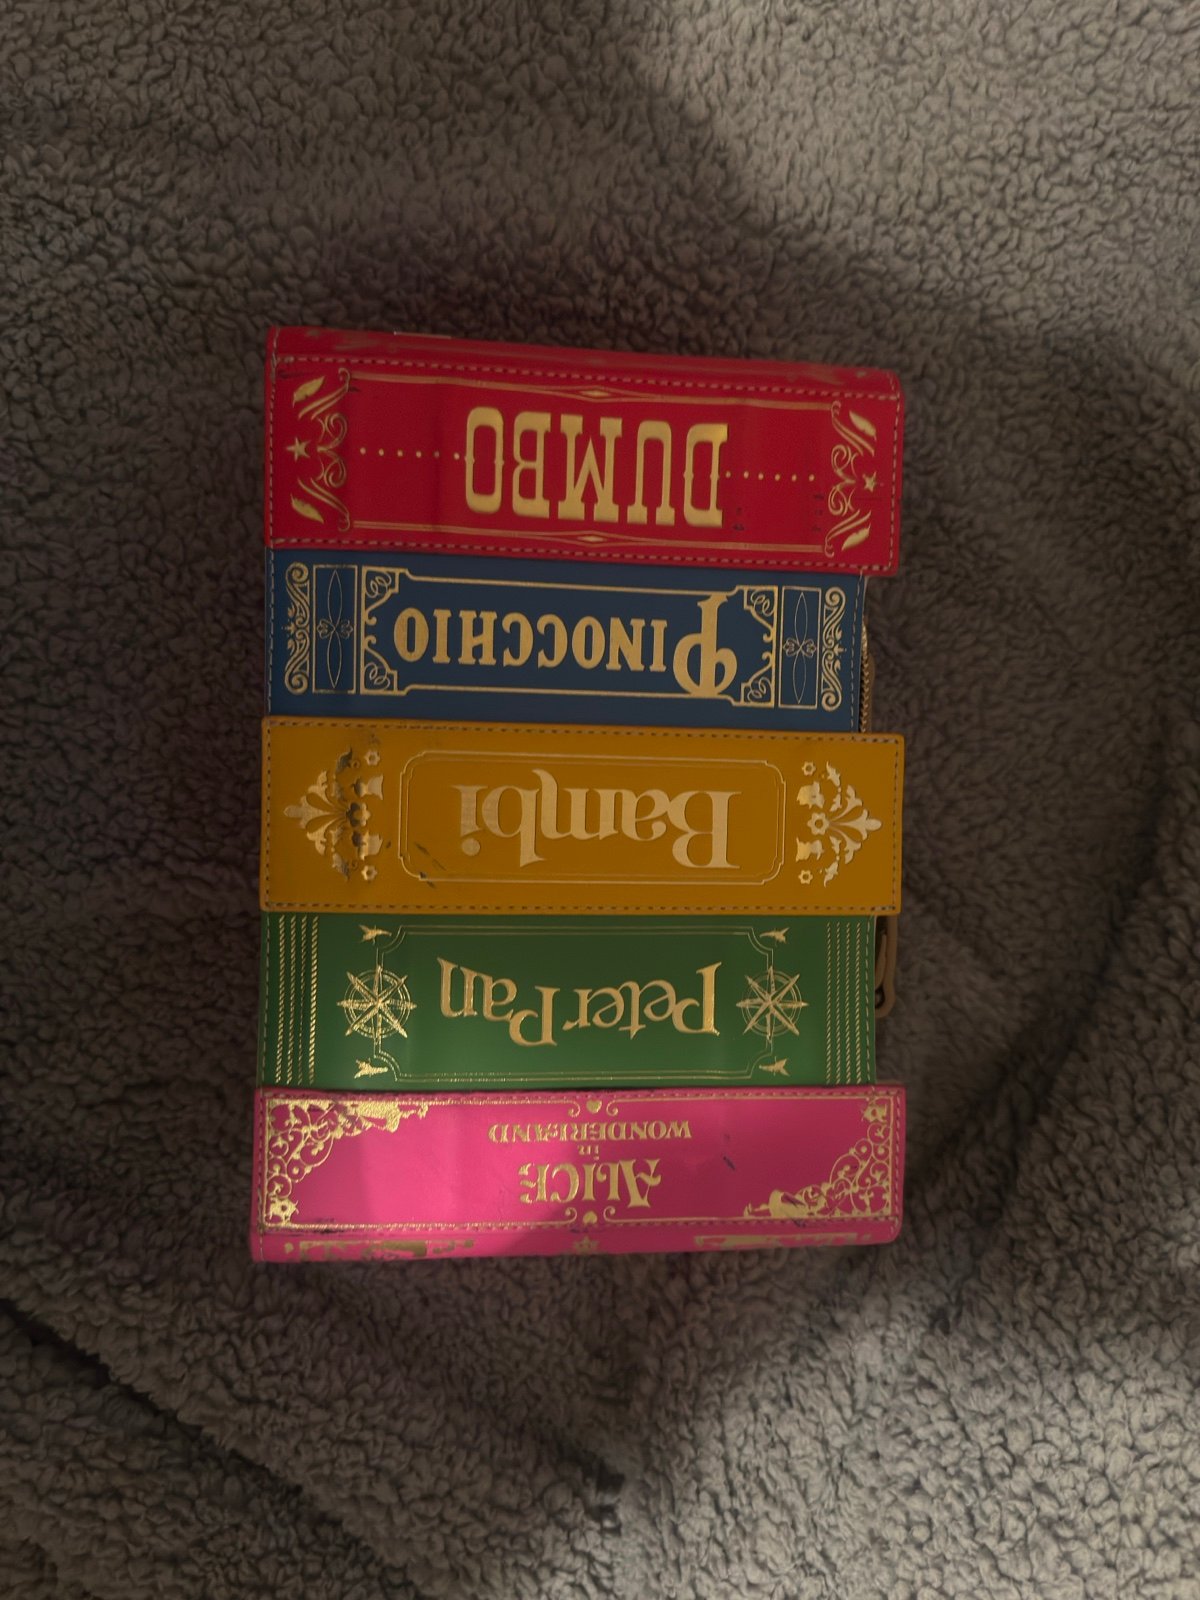 ALICE
in
WONDERLAND
Peter Pan
Bambi
PINOCCHIO
DUMBO